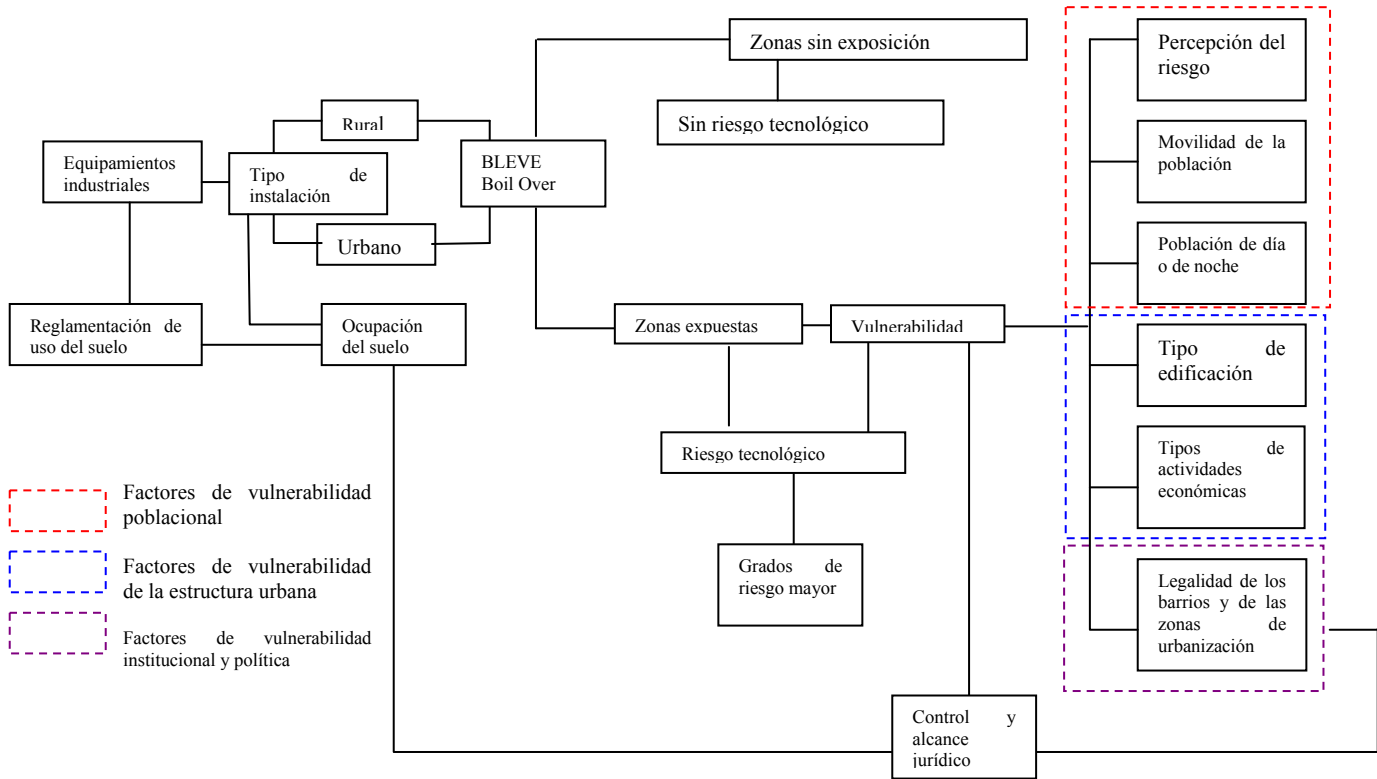 Zonas sin exposición
Sin riesgo tecnológico
Rural
Equipamientos
industriales
Tipo de
instalación
BLEVE
Boil Over
Urbano
Reglamentación de
uso del suelo
Ocupación
del suelo
Zonas expuestas
Vulnerabilidad
Riesgo tecnológico
Grados de
riesgo mayor
Control y
alcance
jurídico
Percepción del
riesgo
Movilidad de la
población
Población de día
o de noche
Tipo de
edificación
Tipos de
actividades
económicas
Legalidad de los
barrios y de las
zonas de
urbanización
Factores de vulnerabilidad
poblacional
Factores de vulnerabilidad
de la estructura urbana
Factores de vulnerabilidad
institucional y política